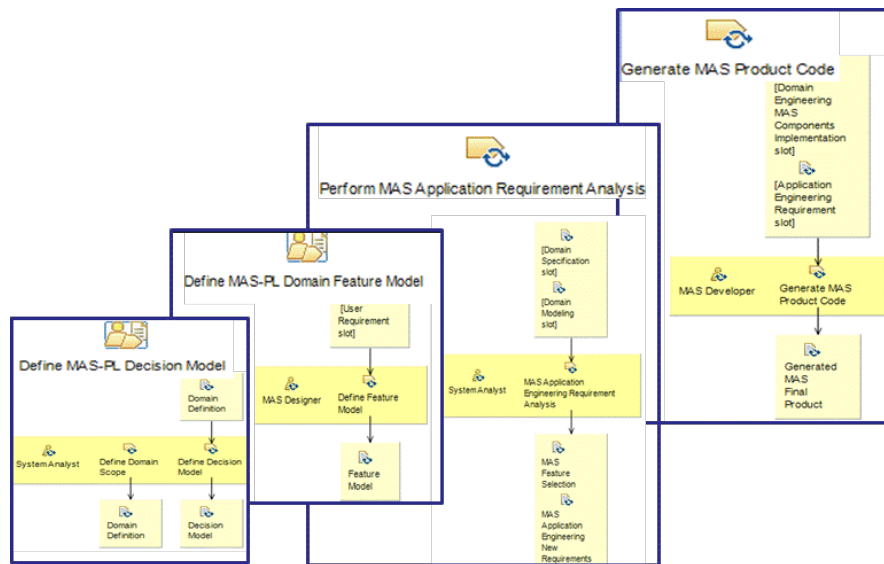 Generate MAS Product Code
[Domain
Engineering
MAS
Components
Implementation
slot]
[Application
Engineering
Requirement
slot]
MAS Developer
Generate MAS
Product Code
Generated
MAS
Final
Product
Perform MAS Application Requirement Analysis
[Domain
Specification
slot]
[Domain
Modeling
slot]
System Analyst
MAS Application
Engineering Requirement
Analysis
MAS
Feature
Selection
MAS
Application
Engineering
New
Requirements
Define MAS-PL Domain Feature Model
[User
Requirement
slot]
MAS Designer
Define Feature
Model
Feature
Model
Define MAS-PL Decision Model
Domain
Definition
System Analyst
Define Domain
Scope
Define Decision
Model
Domain
Definition
Decision
Model